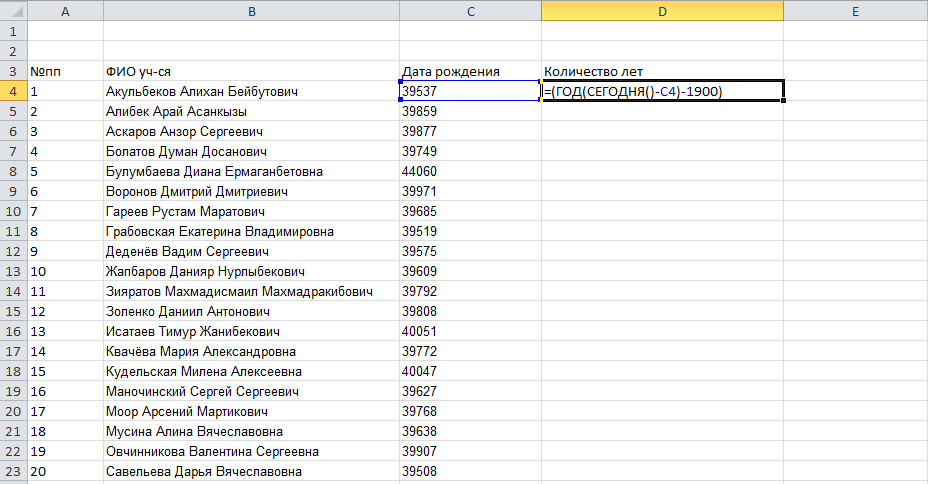 A B C D E
1
2
3 №пп ФИО уч-ся Дата рождения Количество лет
4 1 Акульбеков Алихан Бейбутович 39537 =(ГОД(СЕГОДНЯ()-C4)-1900)
5 2 Алибек Арай Асанкызы 39859
6 3 Аскаров Анзор Сергеевич 39877
7 4 Болатов Думан Досанович 39749
8 5 Булумбаева Диана Ермаганбетовна 44060
9 6 Воронов Дмитрий Дмитриевич 39971
10 7 Гареев Рустам Маратович 39685
11 8 Грабовская Екатерина Владимировна 39519
12 9 Деденёв Вадим Сергеевич 39575
13 10 Жапбаров Данияр Нурлыбекович 39609
14 11 Зияратов Махмадисмаил Махмадракибович 39792
15 12 Золенко Даниил Антонович 39808
16 13 Исатаев Тимур Жанибекович 40051
17 14 Квачёва Мария Александровна 39772
18 15 Кудельская Милена Алексеевна 40047
19 16 Маночинский Сергей Сергеевич 39627
20 17 Моор Арсений Мартикович 39768
21 18 Мусина Алина Вячеславовна 39638
22 19 Овчинникова Валентина Сергеевна 39907
23 20 Савельева Дарья Вячеславовна 39508